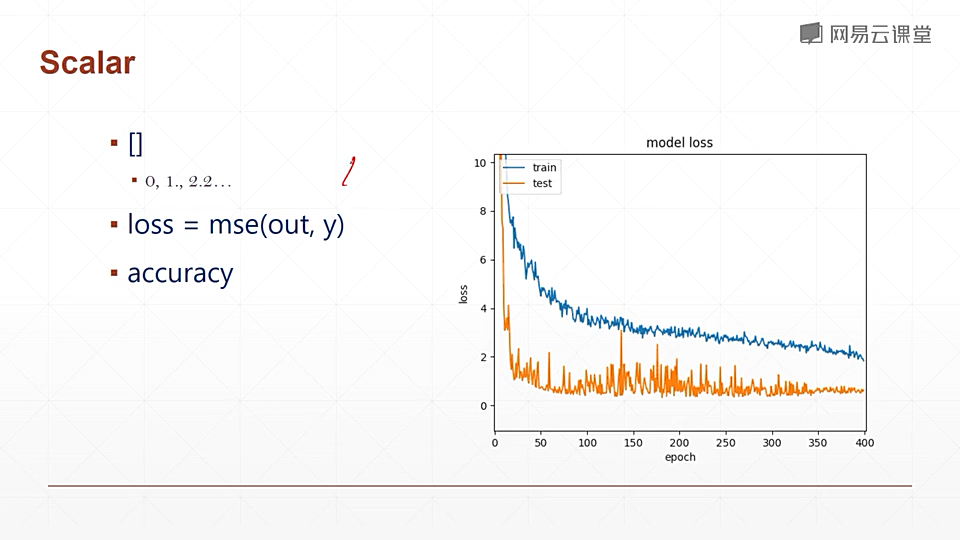 网易云课堂
Scalar
[]
0, 1., 2.2…
loss = mse(out, y)
accuracy
model loss
train
test
10
8
6
4
2
0
loss
0 50 100 150 200 250 300 350 400
epoch